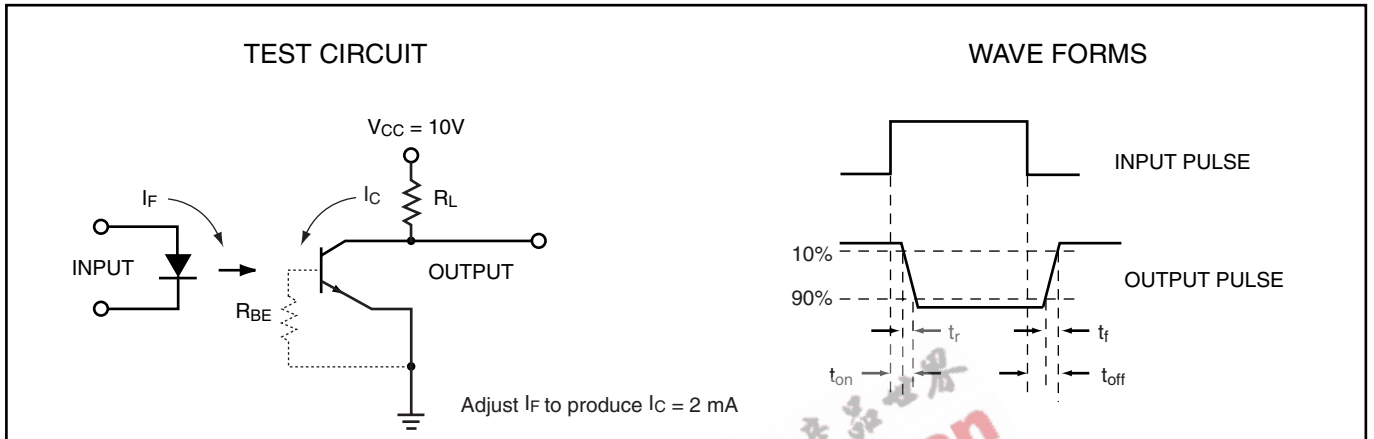 TEST CIRCUIT
WAVE FORMS
VCC = 10V
IF
IC
RL
INPUT
OUTPUT
RBE
Adjust IF to produce IC = 2 mA
INPUT PULSE
10%
OUTPUT PULSE
90%
tr
tf
ton
toff